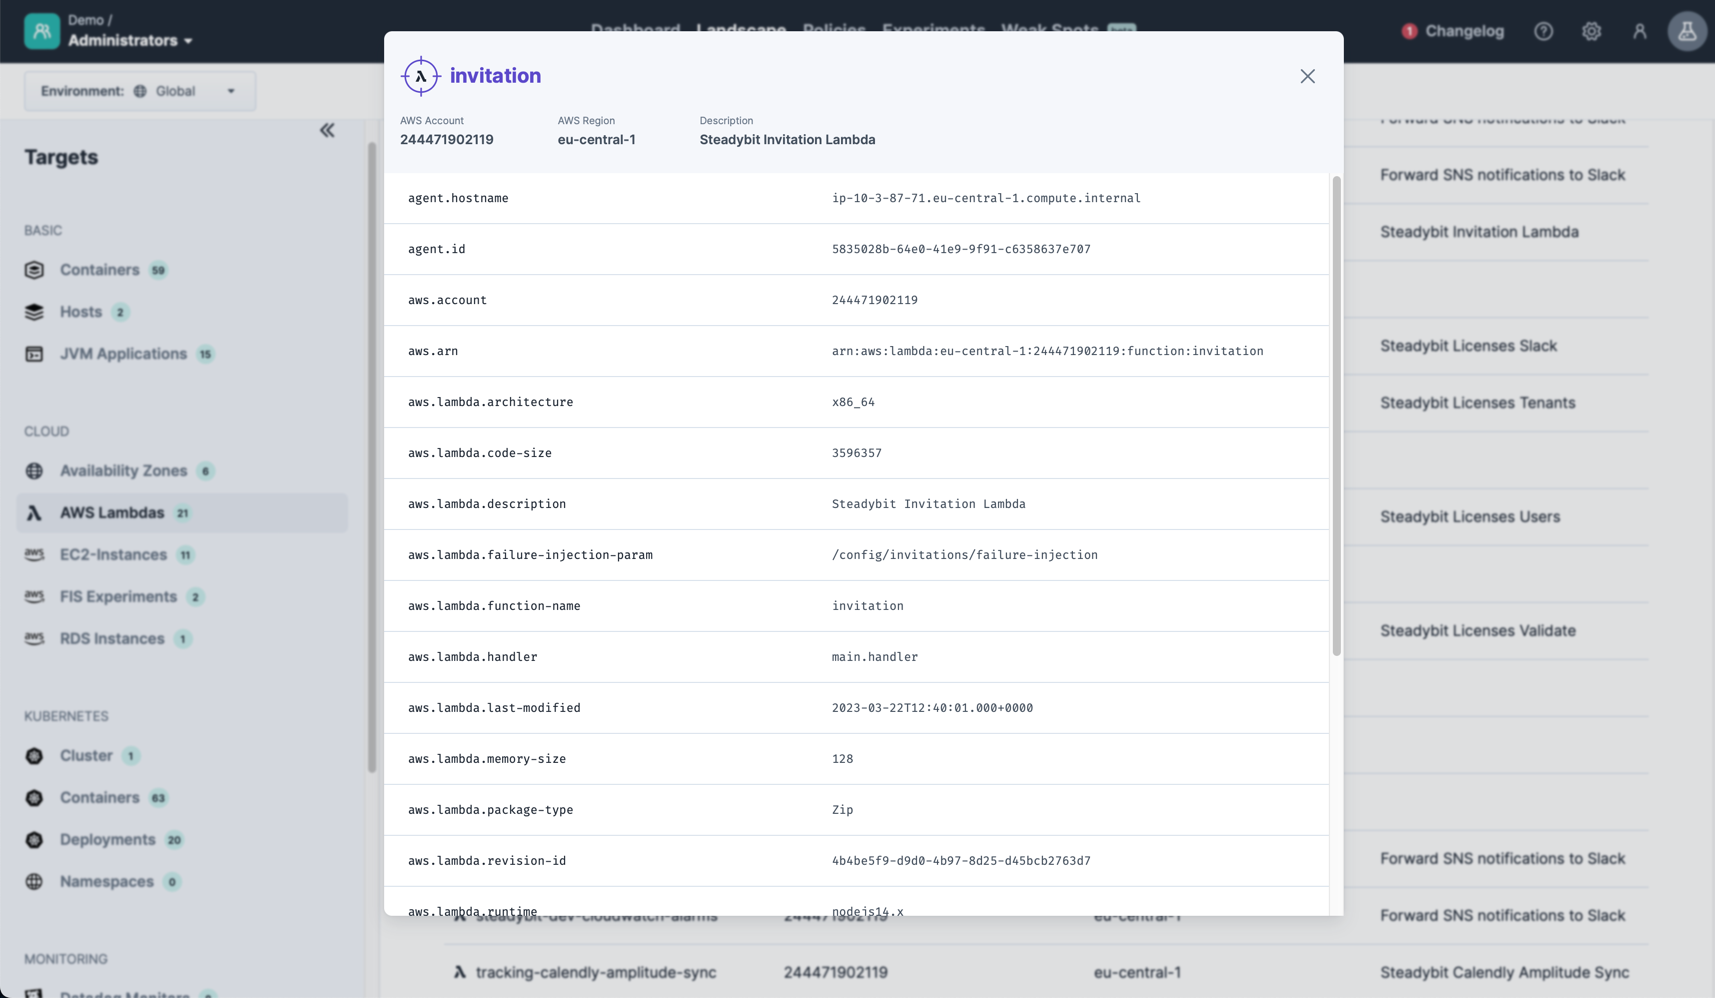 Demo /
Administrators
Dashboard Landscape Policies Experiments Weak Spots beta
1 Changelog
Environment: Global
Targets
BASIC
Containers 59
Hosts 2
JVM Applications 15
CLOUD
Availability Zones 6
AWS Lambdas 21
aws EC2-Instances 11
aws FIS Experiments 2
aws RDS Instances 1
KUBERNETES
Cluster 1
Containers 63
Deployments 20
Namespaces 0
MONITORING
Datadog Monitors
invitation
AWS Account
244471902119
AWS Region
eu-central-1
Description
Steadybit Invitation Lambda
agent.hostname ip-10-3-87-71.eu-central-1.compute.internal
agent.id 5835028b-64e0-41e9-9f91-c6358637e707
aws.account 244471902119
aws.arn arn:aws:lambda:eu-central-1:244471902119:function:invitation
aws.lambda.architecture x86_64
aws.lambda.code-size 3596357
aws.lambda.description Steadybit Invitation Lambda
aws.lambda.failure-injection-param /config/invitations/failure-injection
aws.lambda.function-name invitation
aws.lambda.handler main.handler
aws.lambda.last-modified 2023-03-22T12:40:01.000+0000
aws.lambda.memory-size 128
aws.lambda.package-type Zip
aws.lambda.revision-id 4b4be5f9-d9d0-4b97-8d25-d45bcb2763d7
aws.lambda.runtime nodejs14.x
Forward SNS notifications to Slack
Forward SNS notifications to Slack
Steadybit Invitation Lambda
Steadybit Licenses Slack
Steadybit Licenses Tenants
Steadybit Licenses Users
Steadybit Licenses Validate
Forward SNS notifications to Slack
steadybit-dev-cloudwatch-alarms 244471902119 eu-central-1 Forward SNS notifications to Slack
tracking-calendly-amplitude-sync 244471902119 eu-central-1 Steadybit Calendly Amplitude Sync